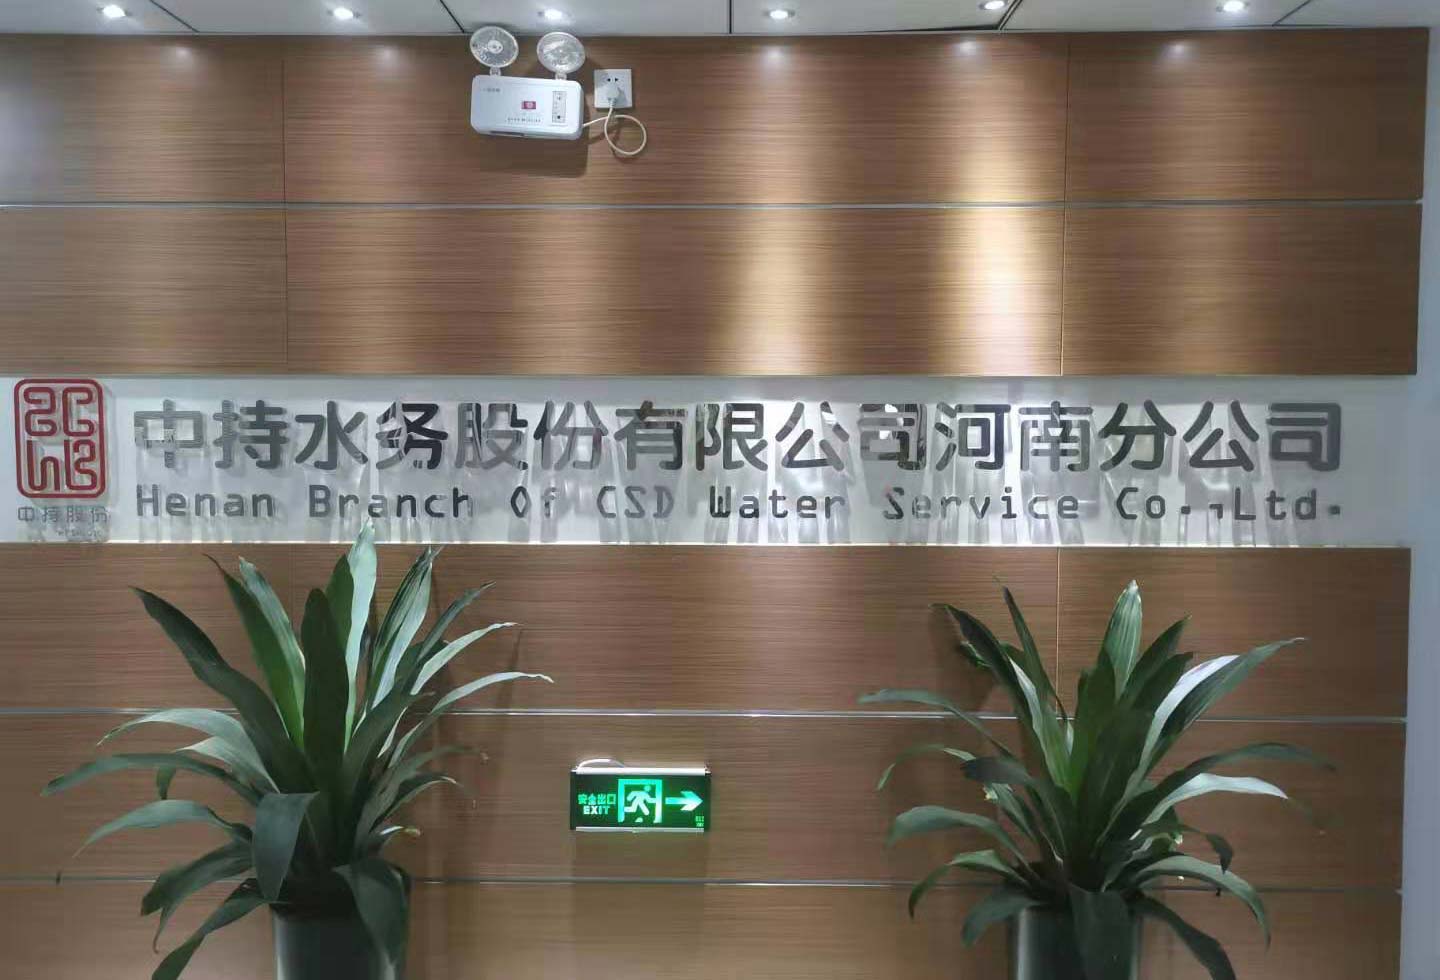 中持水务股份有限公司河南分公司
Henan Branch Of CSD Water Service Co.,Ltd.
中持股份
安全出口
EXIT